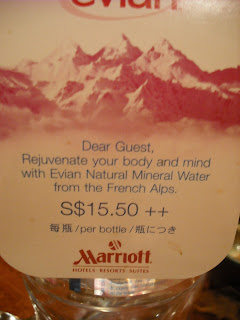 evian
Dear Guest,
Rejuvenate your body and mind
with Evian Natural Mineral Water
from the French Alps.
S$15.50 ++
每瓶/per bottle/瓶につき
Marriott
HOTELS·RESORTS·SUITES